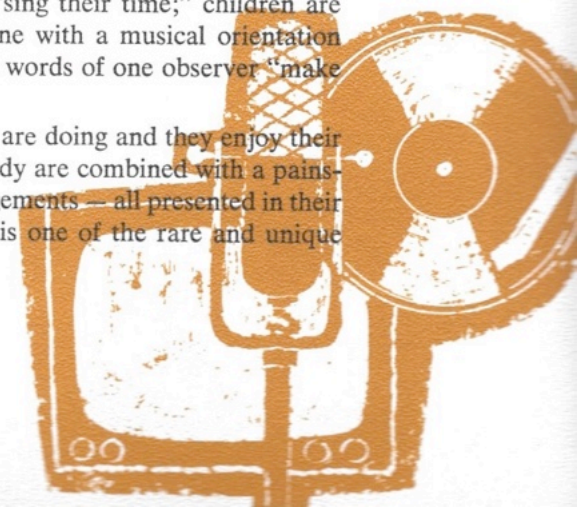 sing their time;" children are
ne with a musical orientation
words of one observer "make
are doing and they enjoy their
dy are combined with a pains-
ements — all presented in their
is one of the rare and unique